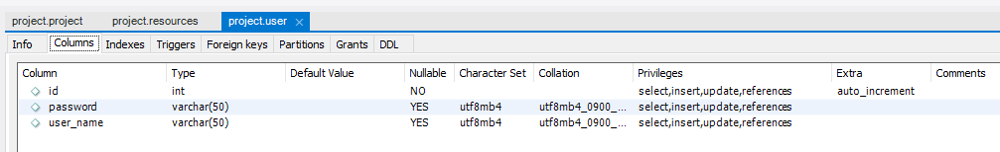 project.project project.resources project.user
Info Columns Indexes Triggers Foreign keys Partitions Grants DDL
Column Type Default Value Nullable Character Set Collation Privileges Extra Comments
id int NO select,insert,update,references auto_increment
password varchar(50) YES utf8mb4 utf8mb4_0900_... select,insert,update,references
user_name varchar(50) YES utf8mb4 utf8mb4_0900_... select,insert,update,references